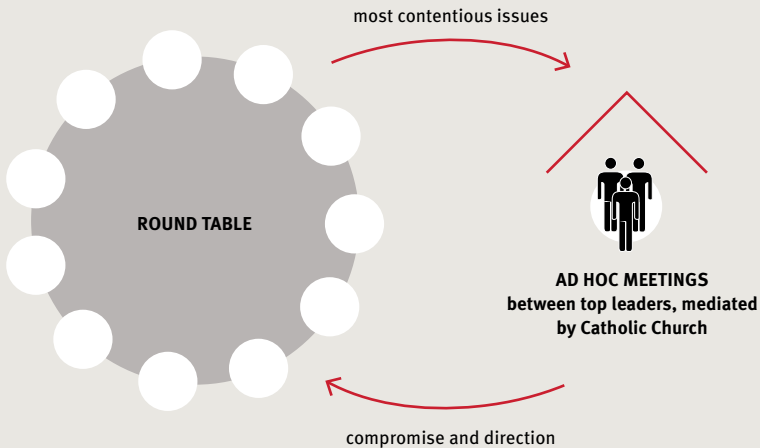 most contentious issues
ROUND TABLE
AD HOC MEETINGS
between top leaders, mediated
by Catholic Church
compromise and direction